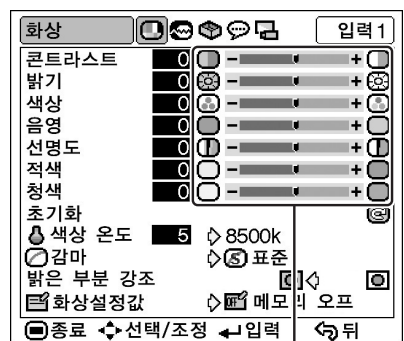 화상 입력 1
콘트라스트 0 - +
밝기 0 - +
색상 0 - +
음영 0 - +
선명도 0 - +
적색 0 - +
청색 0 - +
초기화
색상 온도 5 8500k
감마 S 표준
밝은 부분 강조
화상설정값 OFF 메모리 오프
종료 선택/조정 입력 뒤